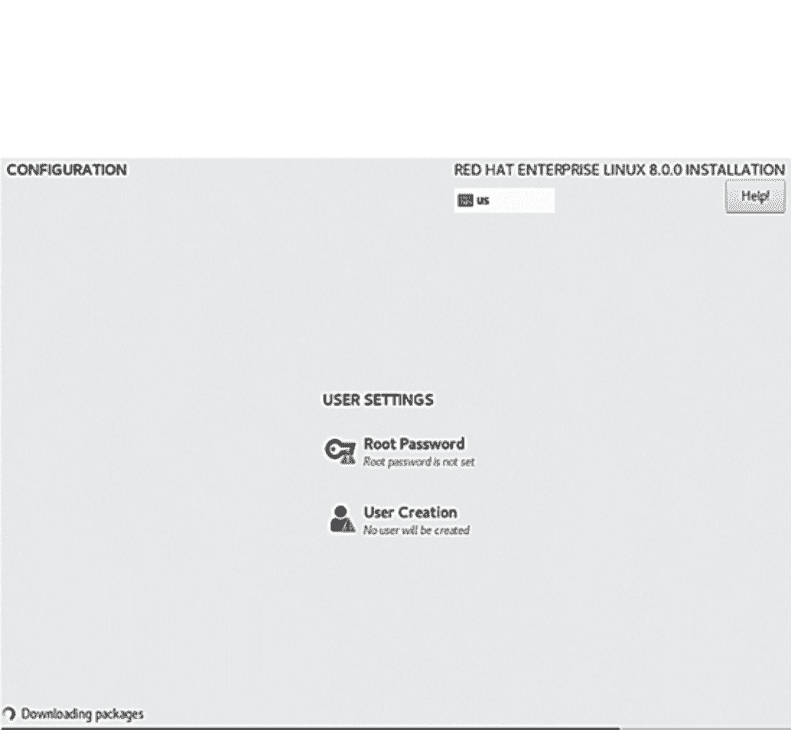 CONFIGURATION
RED HAT ENTERPRISE LINUX 8.0.0 INSTALLATION
us
Help!
USER SETTINGS
Root Password
Root password is not set
User Creation
No user will be created
Downloading packages